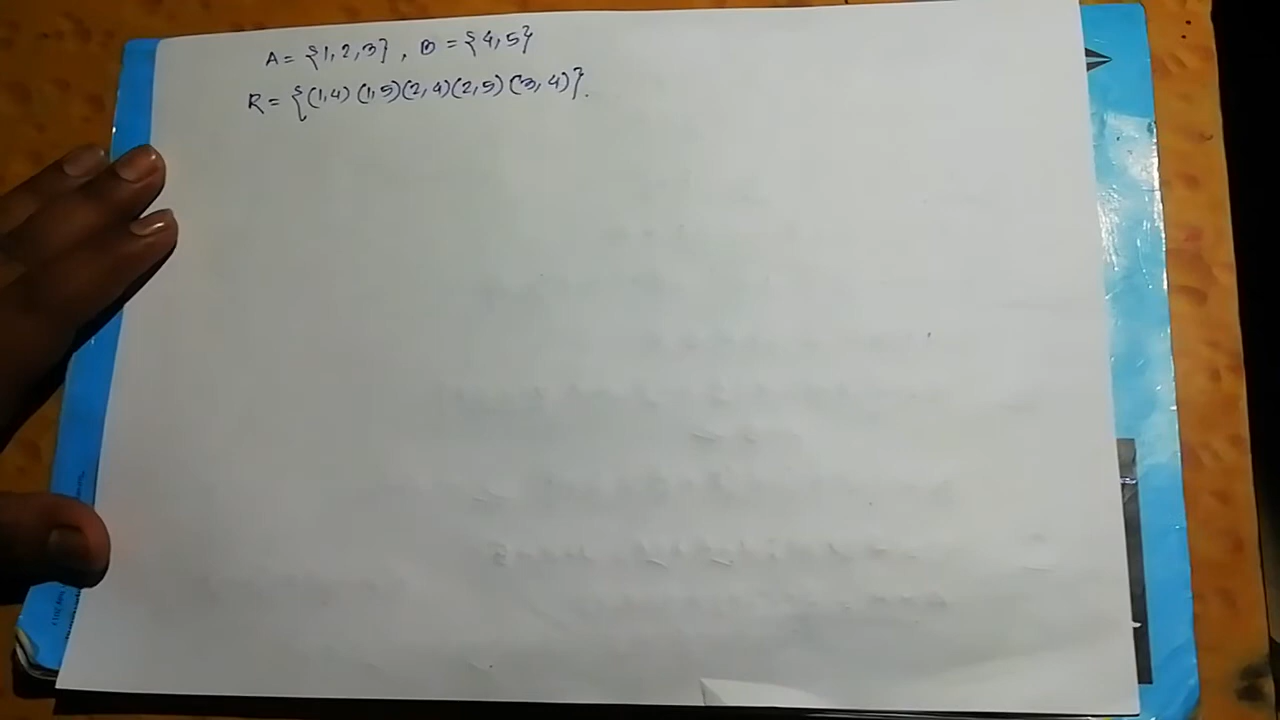 A = {1, 2, 3} , B = {4, 5}
R = {(1, 4) (1, 5) (2, 4) (2, 5) (3, 4)}.